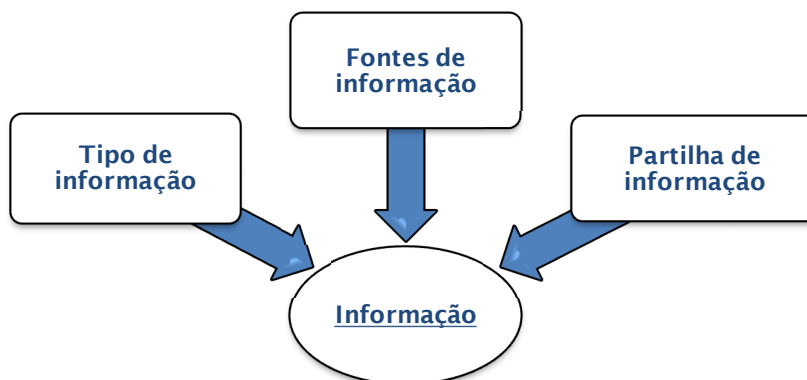 Fontes de
informação
Tipo de
informação
Partilha de
informação
Informação